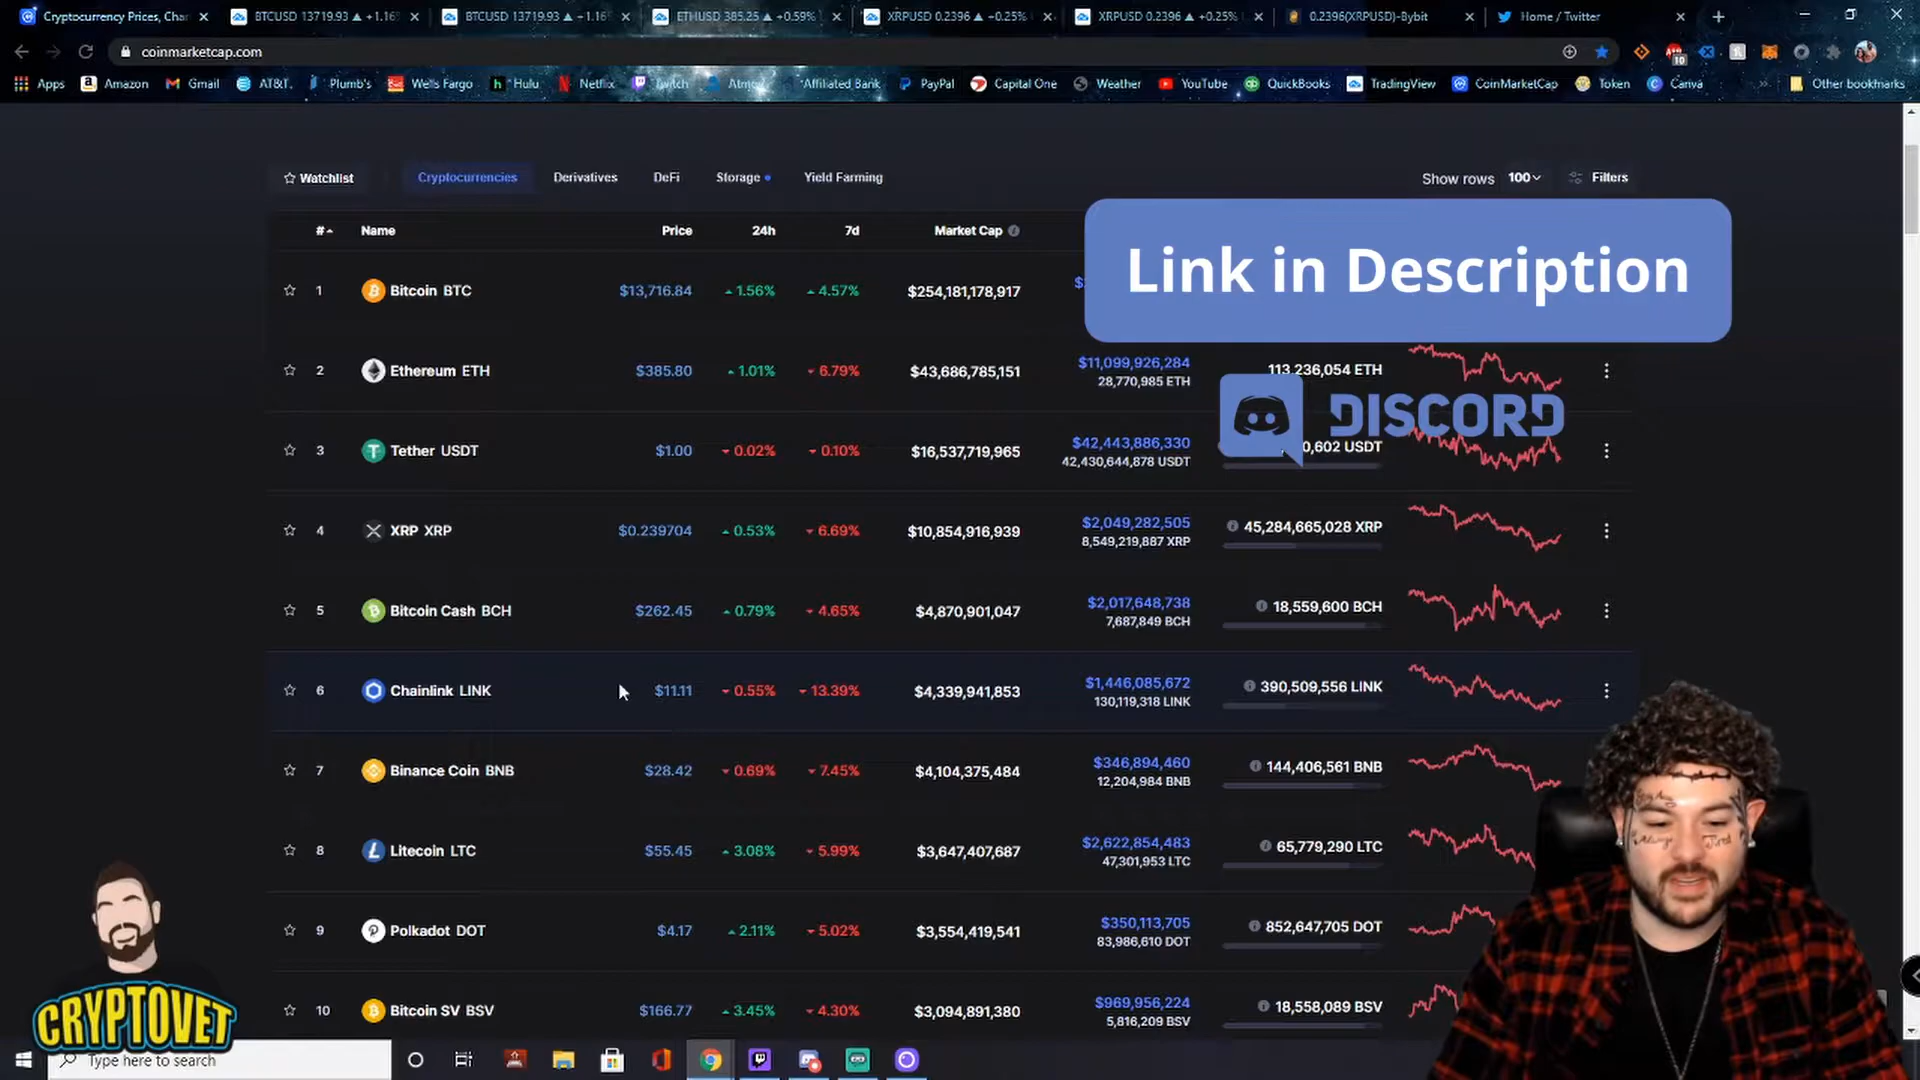 Cryptocurrency Prices, Char
BTCUSD 13719.93 ▲ +1.16%
BTCUSD 13719.93 ▲ +1.16%
ETHUSD 385.25 ▲ +0.59%
XRPUSD 0.2396 ▲ +0.25%
XRPUSD 0.2396 ▲ +0.25%
0.2396(XRPUSD)-Bybit
Home / Twitter
coinmarketcap.com
10
Apps
Amazon
Gmail
AT&T.
Plumb's
Wells Fargo
Hulu
Netflix
Twitch
Atmos
*Affiliated Bank
PayPal
Capital One
Weather
YouTube
QuickBooks
TradingView
CoinMarketCap
Token
Canva
Other bookmarks
Watchlist
Cryptocurrencies
Derivatives
DeFi
Storage
Yield Farming
Show rows 100
Filters
# Name Price 24h 7d Market Cap
Link in Description
1 Bitcoin BTC $13,716.84 1.56% 4.57% $254,181,178,917
2 Ethereum ETH $385.80 1.01% 6.79% $43,686,785,151 $11,099,926,284 113,236,054 ETH
28,770,985 ETH
DISCORD
3 Tether USDT $1.00 0.02% 0.10% $16,537,719,965 $42,443,886,330 0,602 USDT
42,430,644,878 USDT
4 XRP XRP $0.239704 0.53% 6.69% $10,854,916,939 $2,049,282,505 45,284,665,028 XRP
8,549,219,887 XRP
5 Bitcoin Cash BCH $262.45 0.79% 4.65% $4,870,901,047 $2,017,648,738 18,559,600 BCH
7,687,849 BCH
6 Chainlink LINK $11.11 0.55% 13.39% $4,339,941,853 $1,446,085,672 390,509,556 LINK
130,119,318 LINK
7 Binance Coin BNB $28.42 0.69% 7.45% $4,104,375,484 $346,894,460 144,406,561 BNB
12,204,984 BNB
8 Litecoin LTC $55.45 3.08% 5.99% $3,647,407,687 $2,622,854,483 65,779,290 LTC
47,301,953 LTC
9 Polkadot DOT $4.17 2.11% 5.02% $3,554,419,541 $350,113,705 852,647,705 DOT
83,986,610 DOT
10 Bitcoin SV BSV $166.77 3.45% 4.30% $3,094,891,380 $969,956,224 18,558,089 BSV
5,816,209 BSV
CRYPTOVET
Type here to search